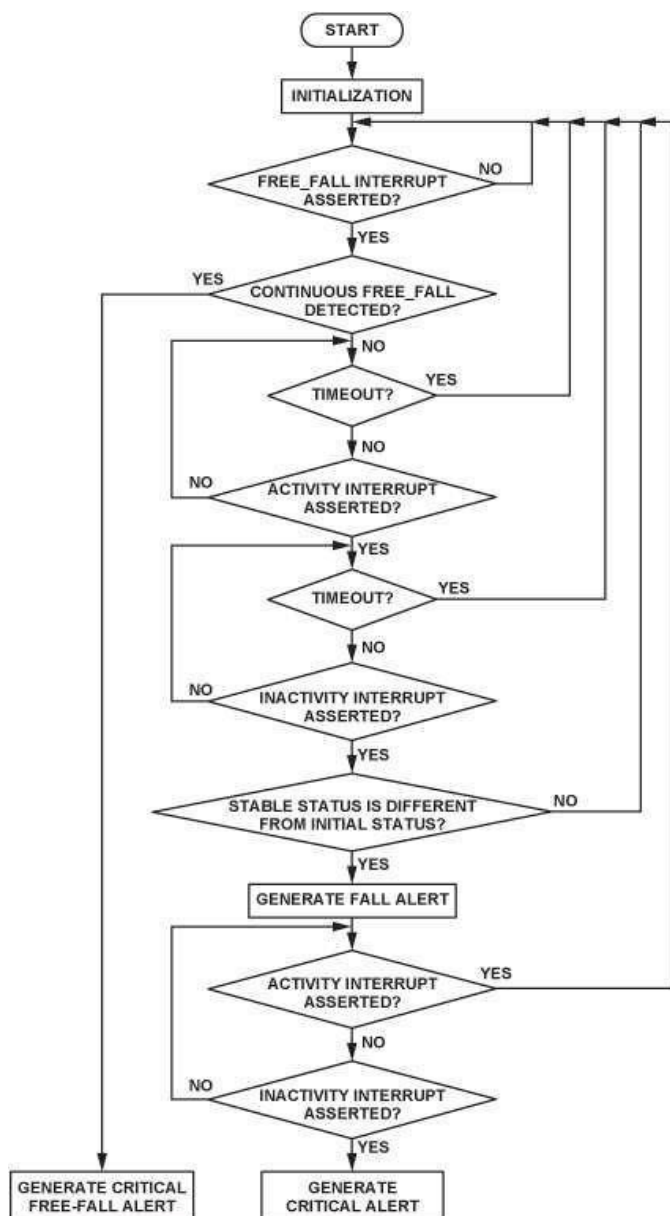 START
INITIALIZATION
FREE_FALL INTERRUPT
ASSERTED?
NO
YES
YES
CONTINUOUS FREE_FALL
DETECTED?
NO
TIMEOUT?
YES
NO
NO
ACTIVITY INTERRUPT
ASSERTED?
YES
TIMEOUT?
YES
NO
NO
INACTIVITY INTERRUPT
ASSERTED?
YES
STABLE STATUS IS DIFFERENT
FROM INITIAL STATUS?
NO
YES
GENERATE FALL ALERT
ACTIVITY INTERRUPT
ASSERTED?
YES
NO
NO
INACTIVITY INTERRUPT
ASSERTED?
YES
GENERATE CRITICAL
FREE-FALL ALERT
GENERATE
CRITICAL ALERT